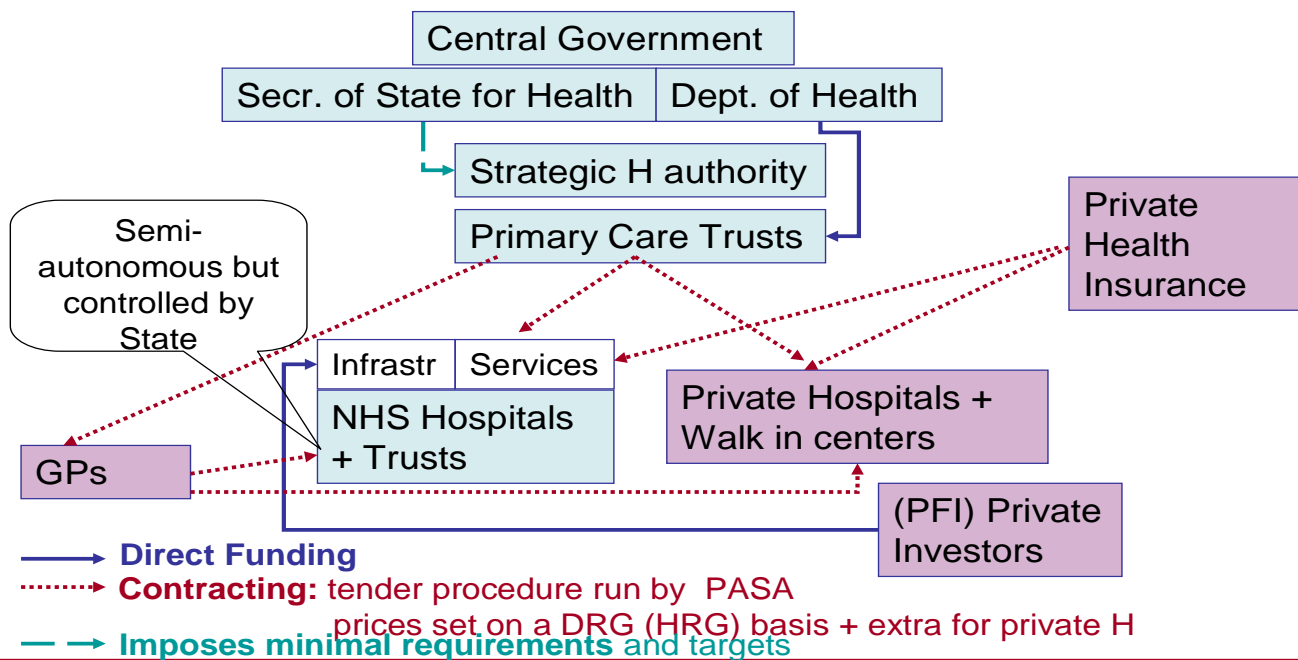 Central Government
Secr. of State for Health
Dept. of Health
Strategic H authority
Primary Care Trusts
Private
Health
Insurance
Semi-
autonomous but
controlled by
State
Infrastr
Services
NHS Hospitals
+ Trusts
Private Hospitals +
Walk in centers
GPs
(PFI) Private
Investors
Direct Funding
Contracting: tender procedure run by PASA
prices set on a DRG (HRG) basis + extra for private H
Imposes minimal requirements and targets